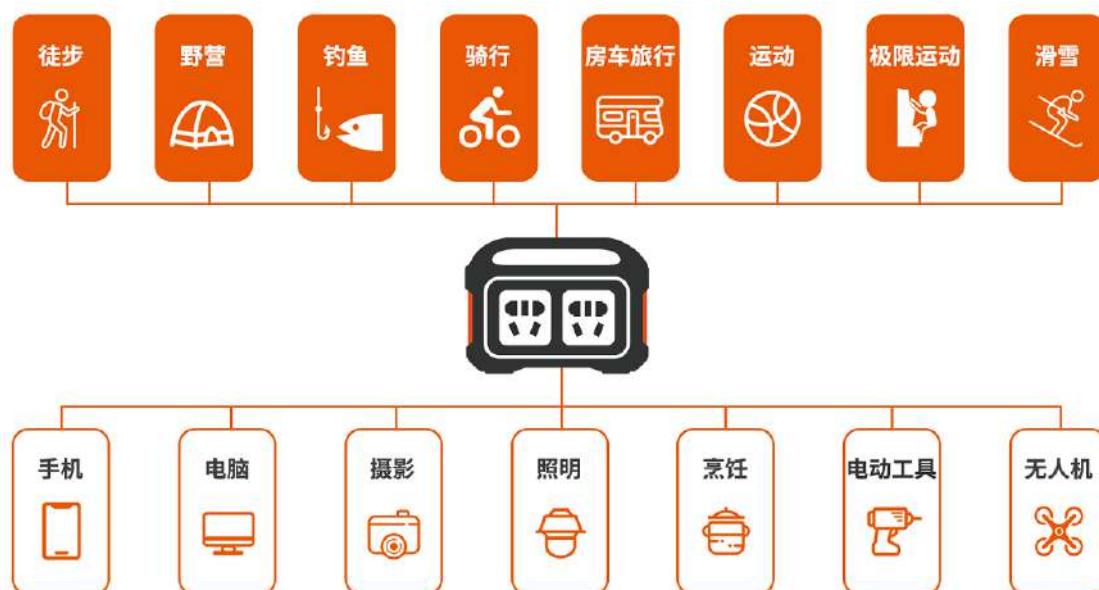 徒步
野营
钓鱼
骑行
房车旅行
运动
极限运动
滑雪
手机
电脑
摄影
照明
烹饪
电动工具
无人机